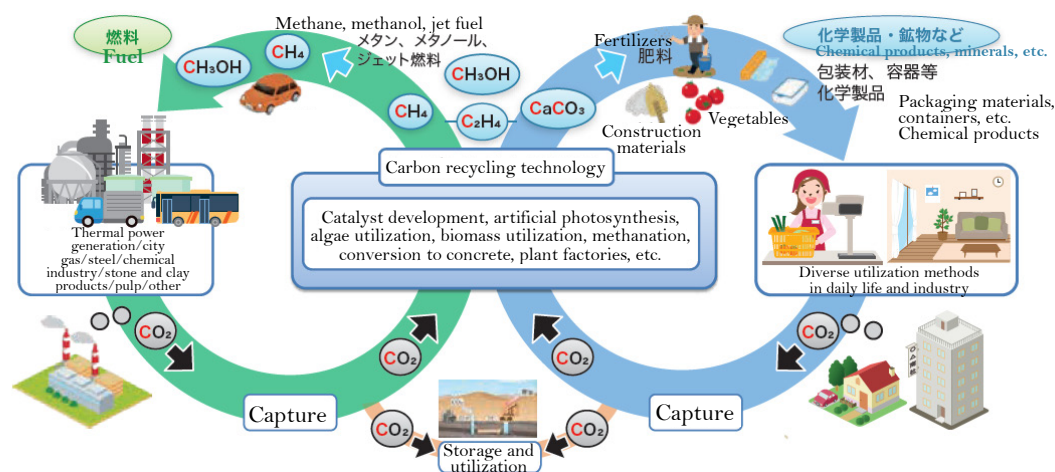 燃料
Fuel
Methane, methanol, jet fuel
メタン、メタノール、
ジェット燃料
CH₃OH
CH₄
CH₃OH
CH₄
C₂H₄
CaCO₃
Fertilizers
肥料
Construction
materials
Vegetables
化学製品・鉱物など
Chemical products, minerals, etc.
包装材、容器等
化学製品
Packaging materials,
containers, etc.
Chemical products
Carbon recycling technology
Catalyst development, artificial photosynthesis,
algae utilization, biomass utilization, methanation,
conversion to concrete, plant factories, etc.
Thermal power
generation/city
gas/steel/chemical
industry/stone and clay
products/pulp/other
Diverse utilization methods
in daily life and industry
CO₂
CO₂
CO₂
CO₂
Capture
Capture
CO₂
CO₂
Storage and
utilization